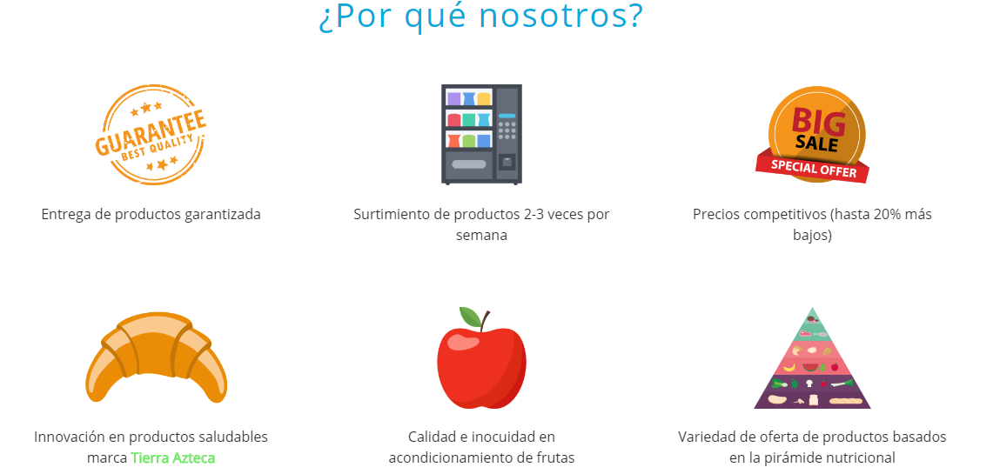 ¿Por qué nosotros?
GUARANTEE
BEST QUALITY
BIG
SALE
SPECIAL OFFER
Entrega de productos garantizada
Surtimiento de productos 2-3 veces por
semana
Precios competitivos (hasta 20% más
bajos)
Innovación en productos saludables
marca Tierra Azteca
Calidad e inocuidad en
acondicionamiento de frutas
Variedad de oferta de productos basados
en la pirámide nutricional